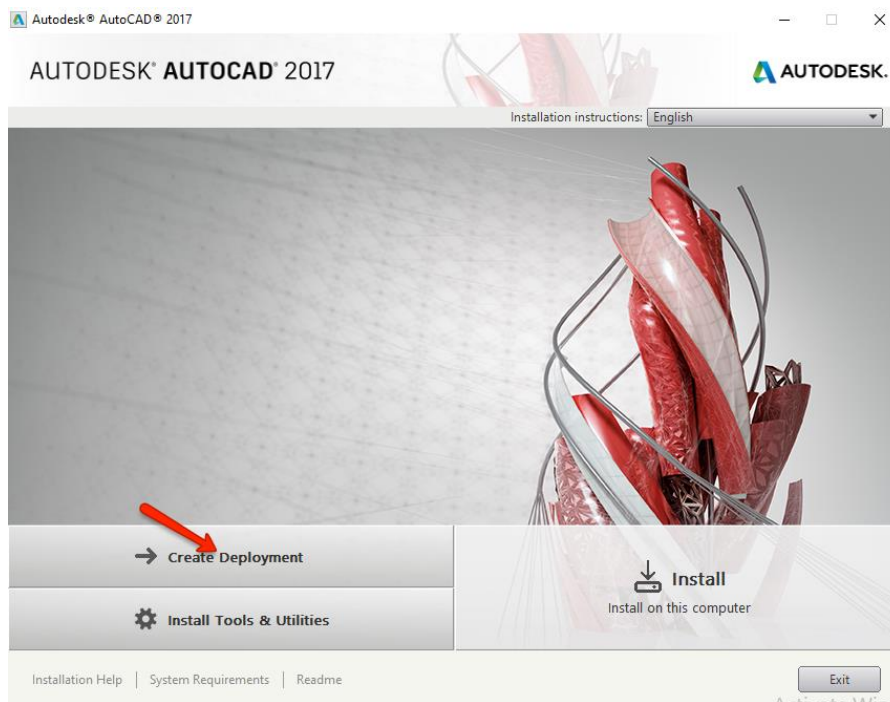 Autodesk® AutoCAD® 2017
AUTODESK® AUTOCAD® 2017
AUTODESK.
Installation instructions: English
Create Deployment
Install
Install on this computer
Install Tools & Utilities
Installation Help | System Requirements | Readme
Exit